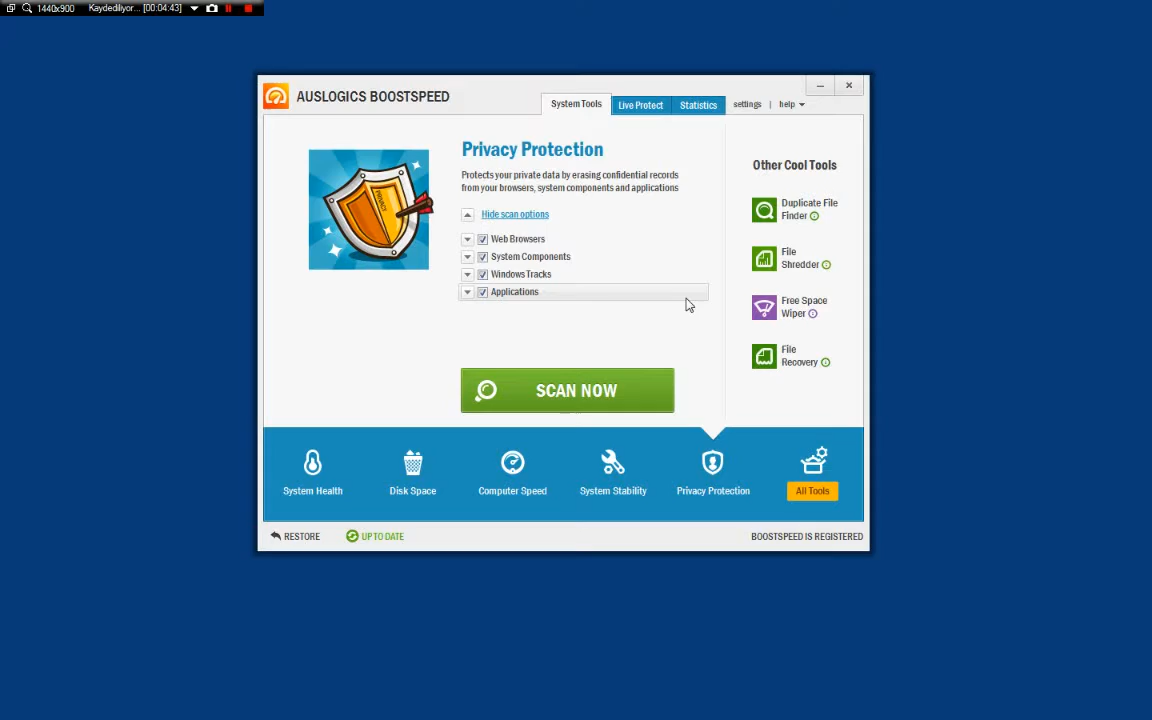 1440x900 Kaydediliyor... [00:04:43]
AUSLOGICS BOOSTSPEED
System Tools
Live Protect
Statistics
settings | help
Privacy Protection
Protects your private data by erasing confidential records
from your browsers, system components and applications
Hide scan options
Web Browsers
System Components
Windows Tracks
Applications
SCAN NOW
PRIVACY
Other Cool Tools
Duplicate File
Finder
File
Shredder
Free Space
Wiper
File
Recovery
System Health
Disk Space
Computer Speed
System Stability
Privacy Protection
All Tools
RESTORE
UP TO DATE
BOOSTSPEED IS REGISTERED